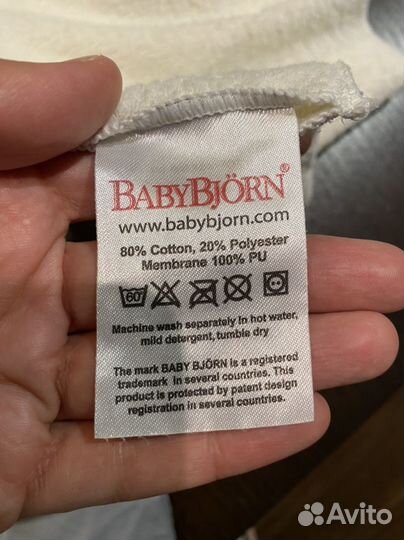 BABYBJÖRN®
www.babybjorn.com
80% Cotton, 20% Polyester
Membrane 100% PU
60°
Machine wash separately in hot water,
mild detergent, tumble dry
The mark BABY BJÖRN is a registered
trademark in several countries. This
product is protected by patent design
registration in several countries.
Avito